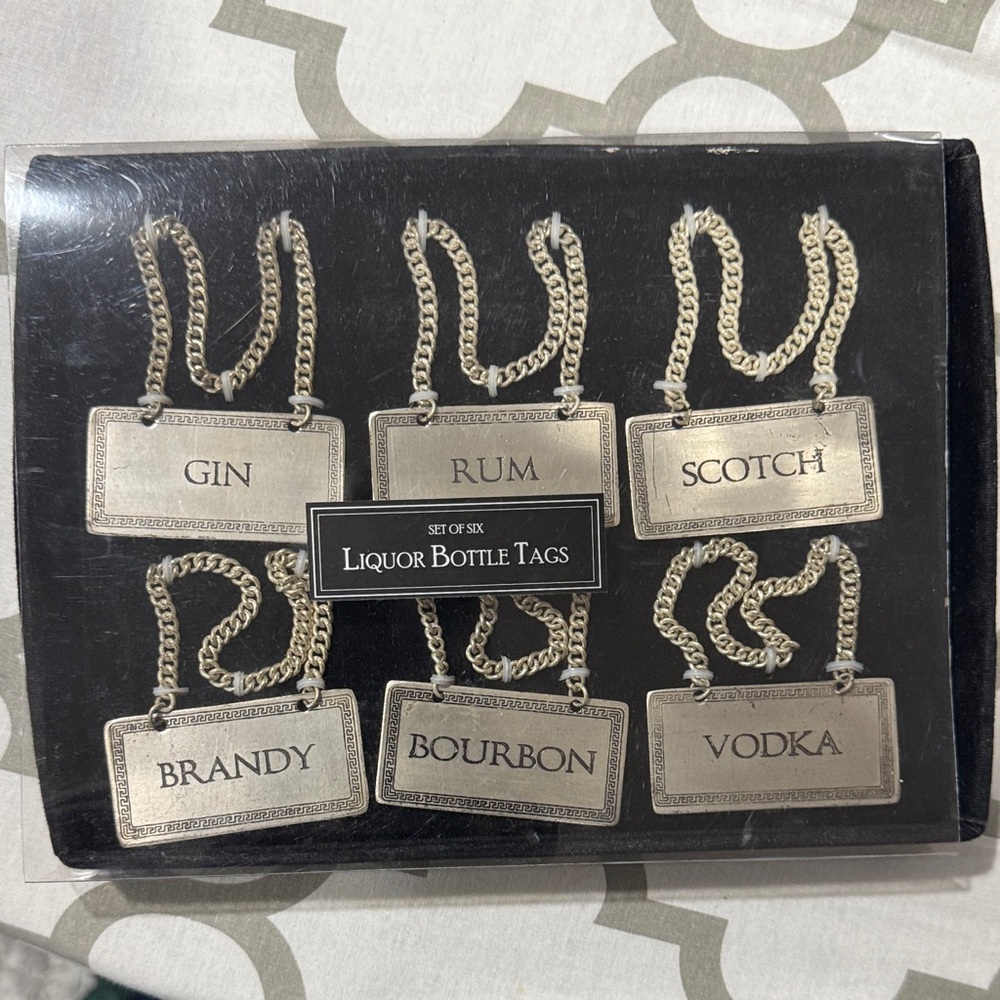 GIN
RUM
SCOTCH
SET OF SIX
LIQUOR BOTTLE TAGS
BRANDY
BOURBON
VODKA